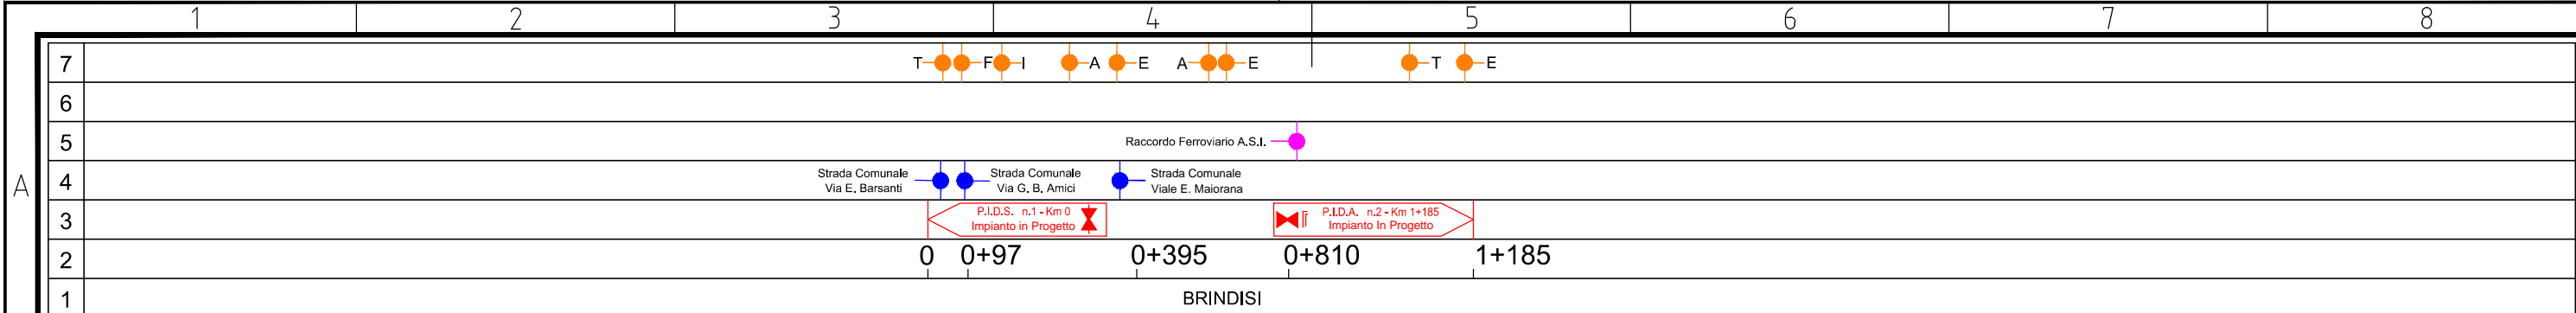 1 2 3 4 5 6 7 8
7 T F I A E A E T E
6
5 Raccordo Ferroviario A.S.I.
A
4 Strada Comunale Strada Comunale Strada Comunale
Via E. Barsanti Via G. B. Amici Viale E. Maiorana
3 P.I.D.S. n.1 - Km 0 P.I.D.A. n.2 - Km 1+185
Impianto in Progetto Impianto In Progetto
2 0 0+97 0+395 0+810 1+185
1 BRINDISI